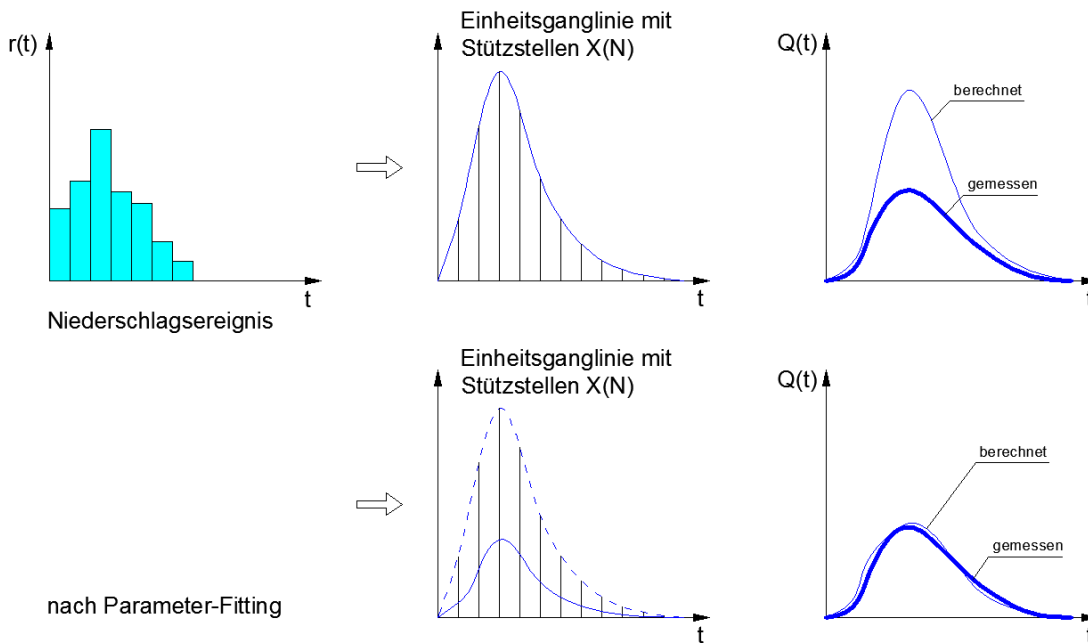 r(t)
t
Niederschlagsereignis
Einheitsganglinie mit
Stützstellen X(N)
t
Q(t)
berechnet
gemessen
t
nach Parameter-Fitting
Einheitsganglinie mit
Stützstellen X(N)
t
Q(t)
berechnet
gemessen
t